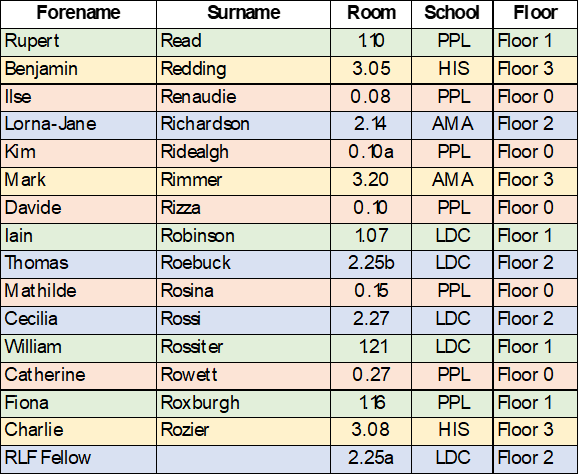 Forename Surname Room School Floor
Rupert Read 1.10 PPL Floor 1
Benjamin Redding 3.05 HIS Floor 3
Ilse Renaudie 0.08 PPL Floor 0
Lorna-Jane Richardson 2.14 AMA Floor 2
Kim Ridealgh 0.10a PPL Floor 0
Mark Rimmer 3.20 AMA Floor 3
Davide Rizza 0.10 PPL Floor 0
Iain Robinson 1.07 LDC Floor 1
Thomas Roebuck 2.25b LDC Floor 2
Mathilde Rosina 0.15 PPL Floor 0
Cecilia Rossi 2.27 LDC Floor 2
William Rossiter 1.21 LDC Floor 1
Catherine Rowett 0.27 PPL Floor 0
Fiona Roxburgh 1.16 PPL Floor 1
Charlie Rozier 3.08 HIS Floor 3
RLF Fellow 2.25a LDC Floor 2